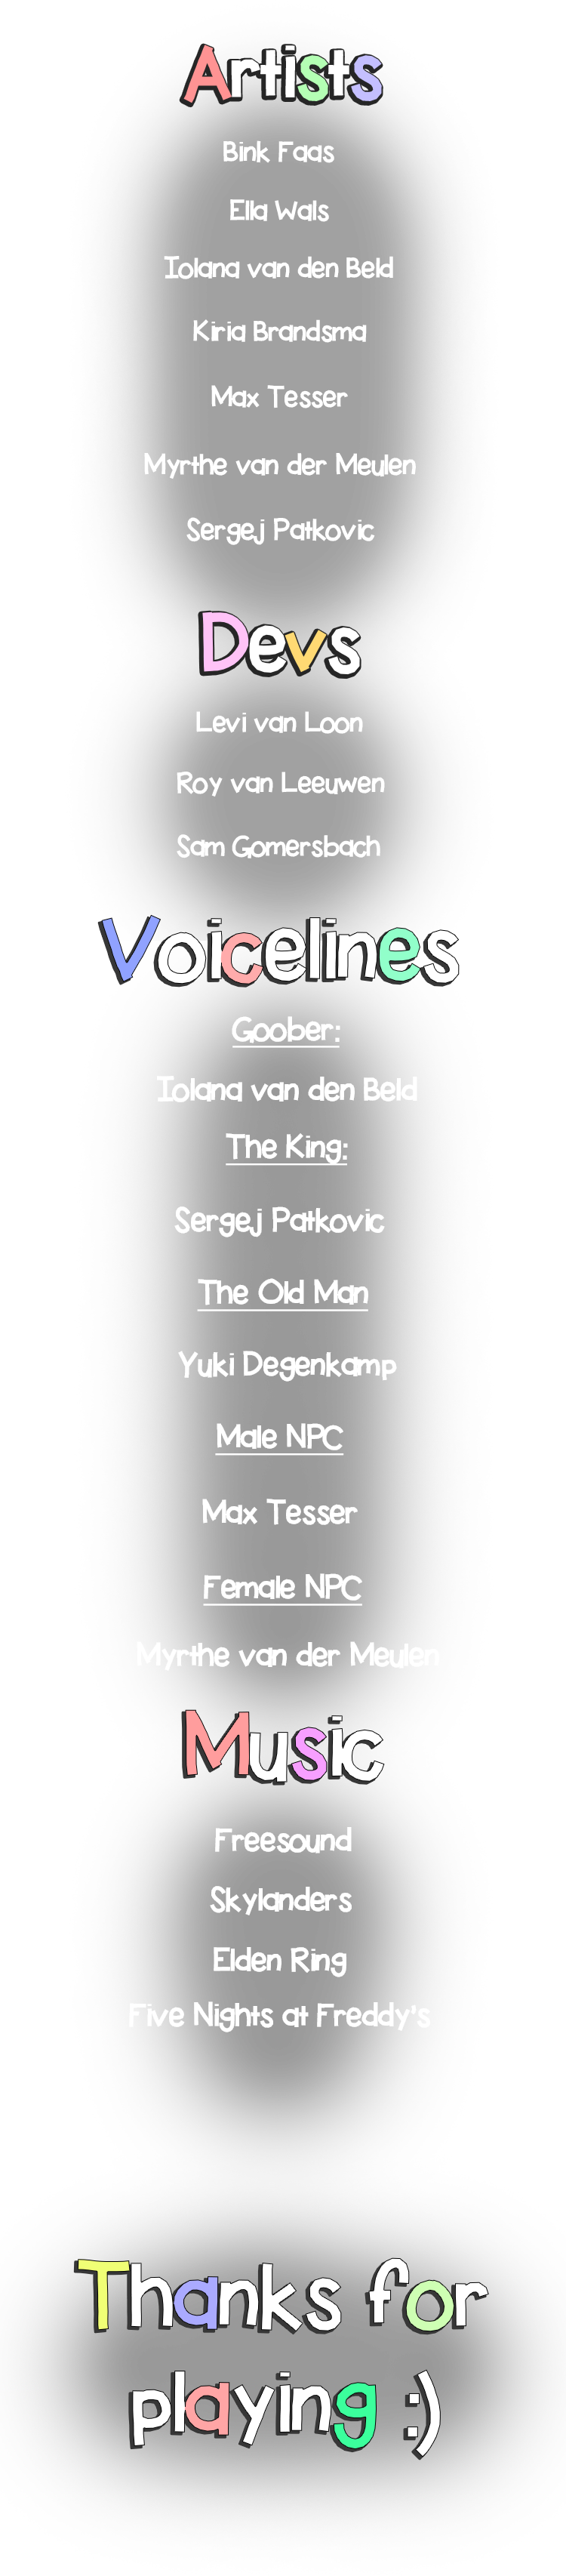 Artists
Bink Faas
Ella Wals
Iolana van den Beld
Kiria Brandsma
Max Tesser
Myrthe van der Meulen
Sergej Patkovic
Devs
Levi van Loon
Roy van Leeuwen
Sam Gomersbach
Voicelines
Goober:
Iolana van den Beld
The King:
Sergej Patkovic
The Old Man
Yuki Degenkamp
Male NPC
Max Tesser
Female NPC
Myrthe van der Meulen
Music
Freesound
Skylanders
Elden Ring
Five Nights at Freddy's
Thanks for
playing :)